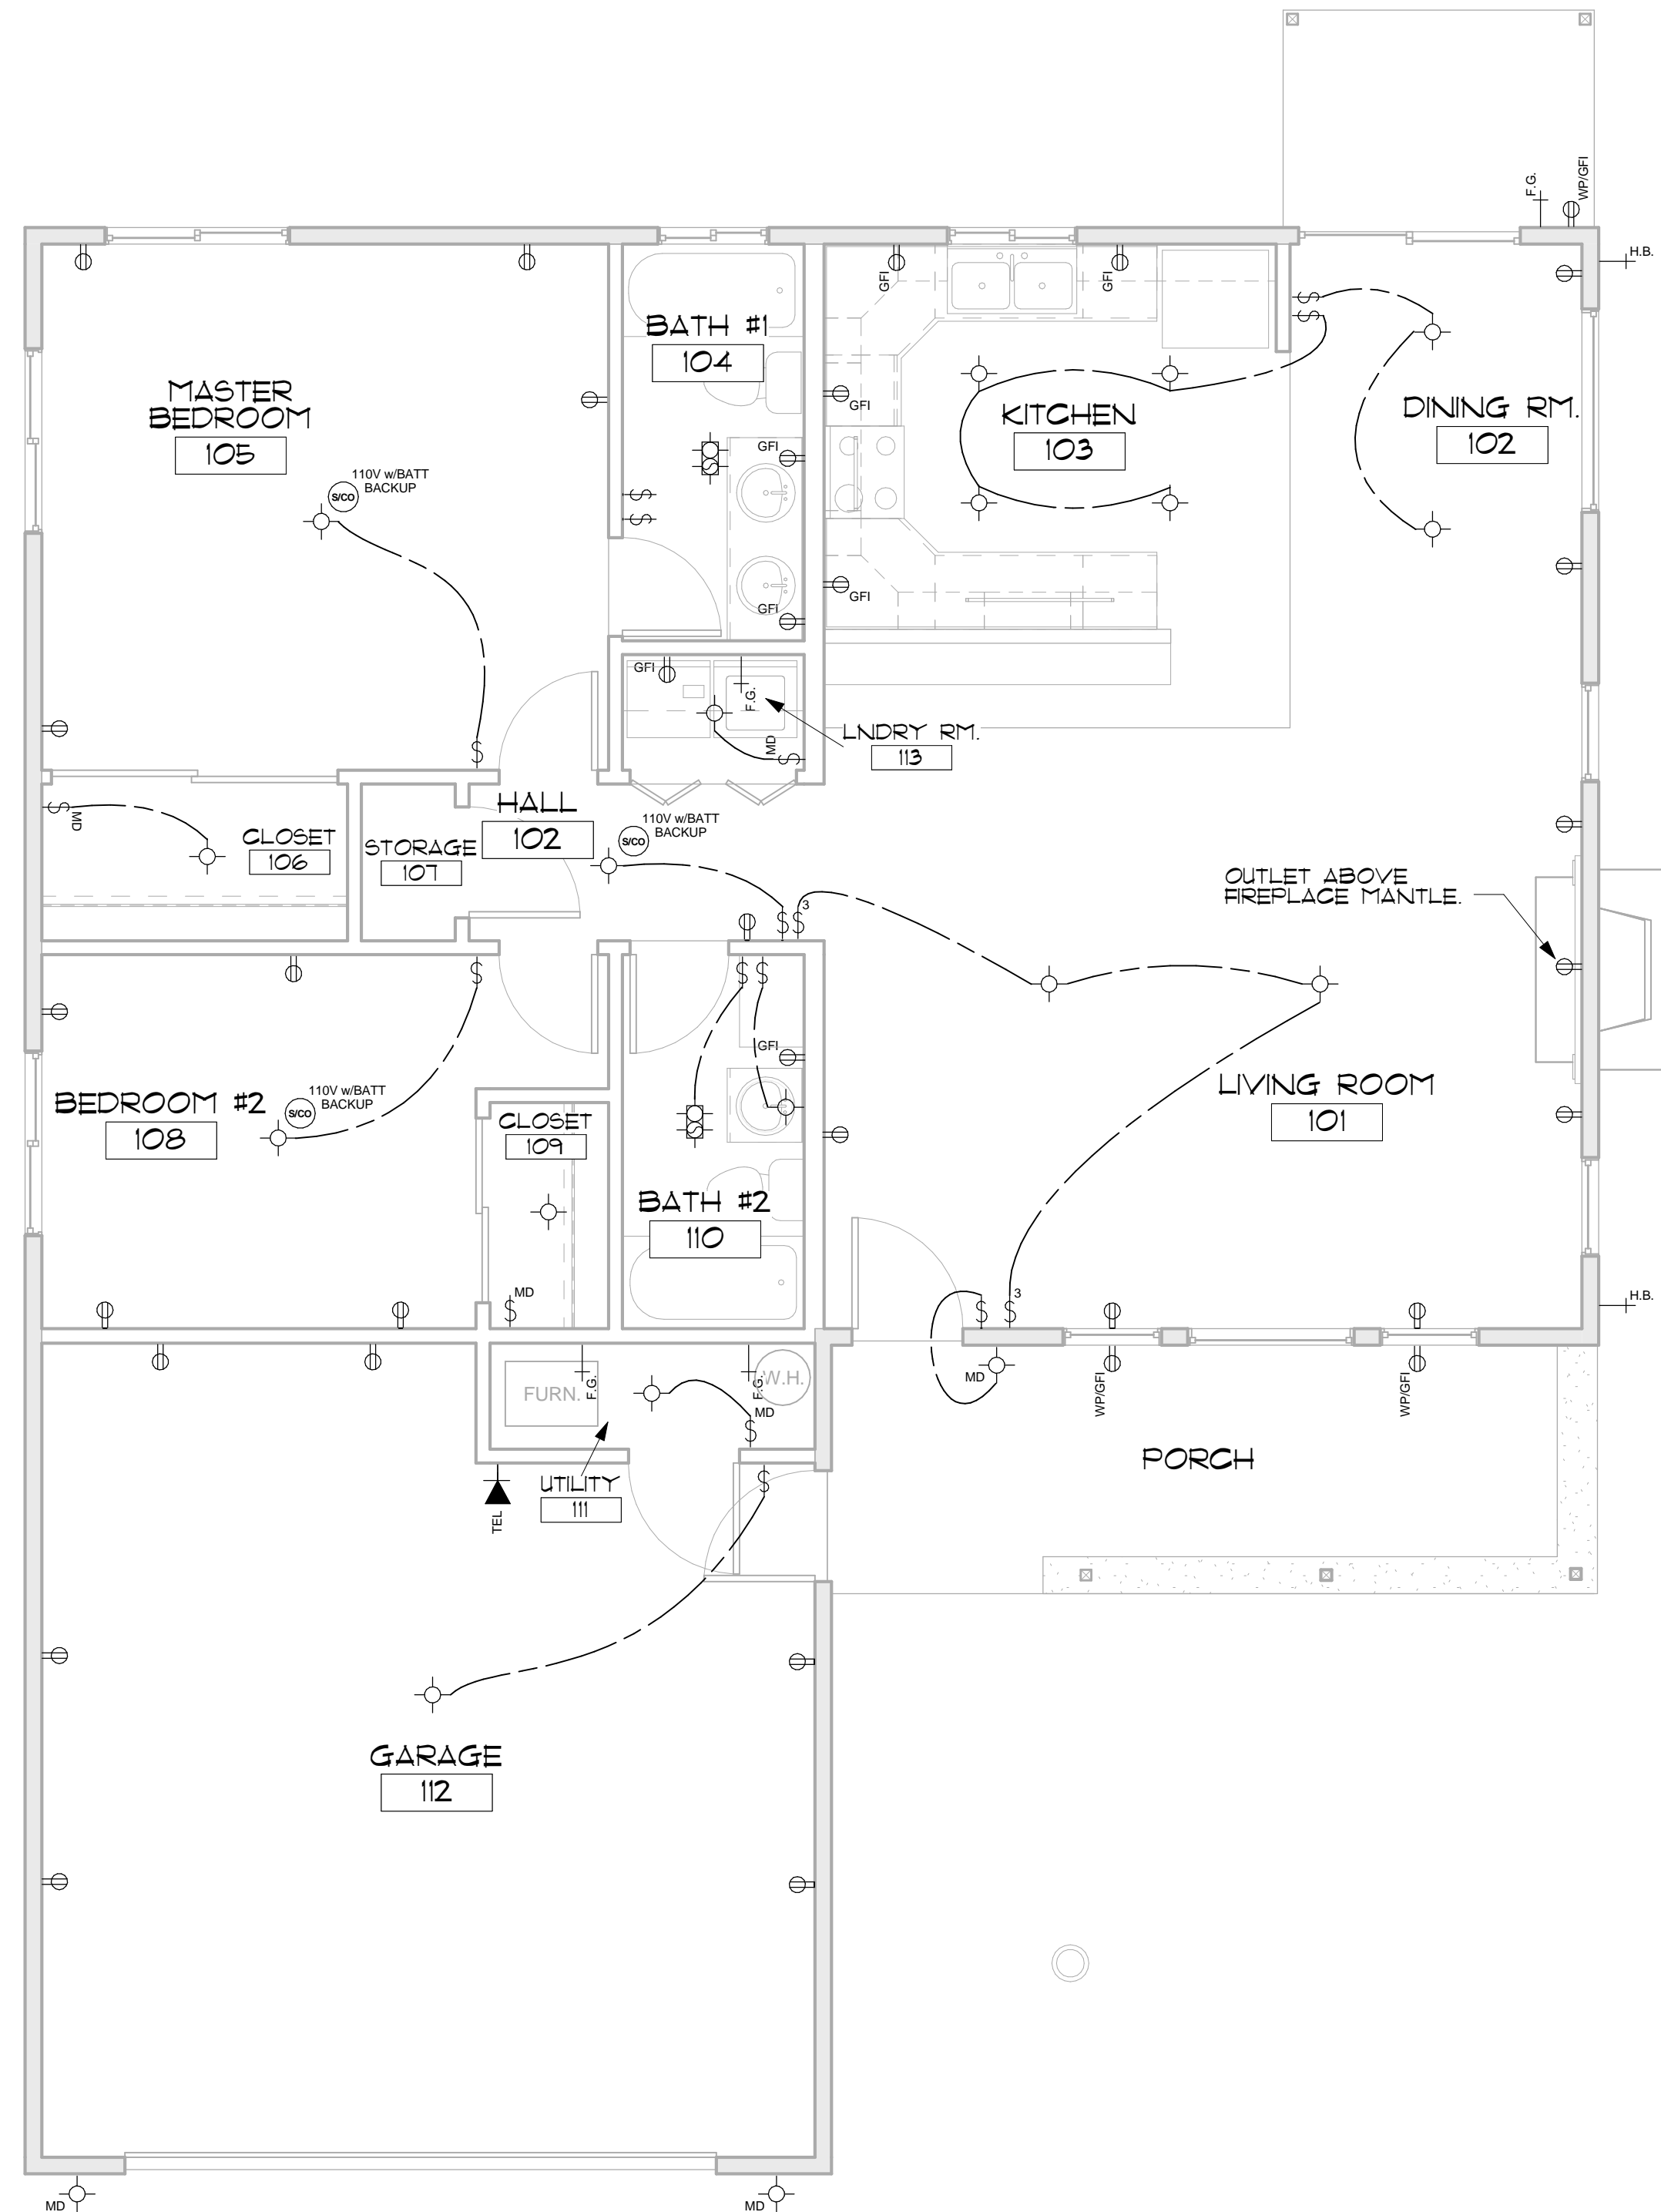 F.G.
WP/GFI
H.B.
GFI
GFI
BATH #1
104
MASTER
BEDROOM
105
GFI
KITCHEN
103
DINING RM.
102
GFI
110V w/BATT
BACKUP
S/CO
GFI
GFI
GFI
F.G.
MD
LNDRY RM.
113
HALL
102
110V w/BATT
BACKUP
S/CO
MD
CLOSET
106
STORAGE
107
OUTLET ABOVE
FIREPLACE MANTLE.
3
GFI
BEDROOM #2
108
110V w/BATT
BACKUP
S/CO
CLOSET
109
LIVING ROOM
101
BATH #2
110
MD
3
H.B.
FURN.
F.G.
F.G.
W.H.
MD
MD
WP/GFI
WP/GFI
PORCH
TEL
UTILITY
111
GARAGE
112
MD
MD